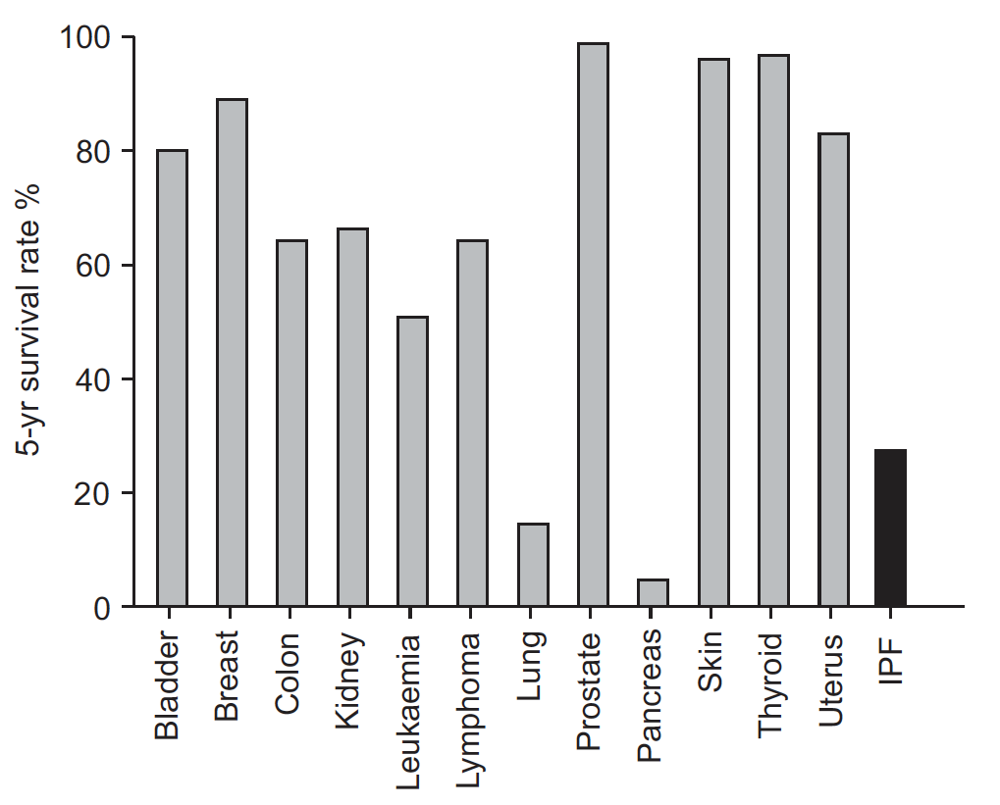 5-yr survival rate %
100
80
60
40
20
0
Bladder
Breast
Colon
Kidney
Leukaemia
Lymphoma
Lung
Prostate
Pancreas
Skin
Thyroid
Uterus
IPF